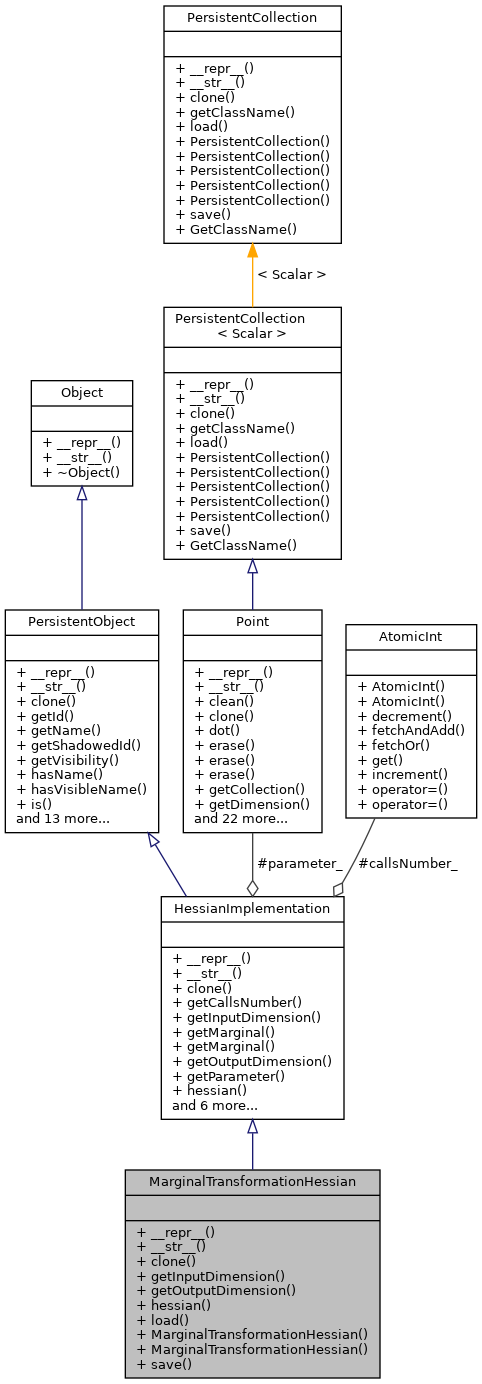 PersistentCollection
+ __repr__()
+ __str__()
+ clone()
+ getClassName()
+ load()
+ PersistentCollection()
+ PersistentCollection()
+ PersistentCollection()
+ PersistentCollection()
+ PersistentCollection()
+ save()
+ GetClassName()
< Scalar >
PersistentCollection
< Scalar >
+ __repr__()
+ __str__()
+ clone()
+ getClassName()
+ load()
+ PersistentCollection()
+ PersistentCollection()
+ PersistentCollection()
+ PersistentCollection()
+ PersistentCollection()
+ save()
+ GetClassName()
Object
+ __repr__()
+ __str__()
+ ~Object()
PersistentObject
+ __repr__()
+ __str__()
+ clone()
+ getId()
+ getName()
+ getShadowedId()
+ getVisibility()
+ hasName()
+ hasVisibleName()
+ is()
and 13 more...
Point
+ __repr__()
+ __str__()
+ clean()
+ clone()
+ dot()
+ erase()
+ erase()
+ erase()
+ getCollection()
+ getDimension()
and 22 more...
AtomicInt
+ AtomicInt()
+ AtomicInt()
+ decrement()
+ fetchAndAdd()
+ fetchOr()
+ get()
+ increment()
+ operator=()
+ operator=()
#parameter_
#callsNumber_
HessianImplementation
+ __repr__()
+ __str__()
+ clone()
+ getCallsNumber()
+ getInputDimension()
+ getMarginal()
+ getMarginal()
+ getOutputDimension()
+ getParameter()
+ hessian()
and 6 more...
MarginalTransformationHessian
+ __repr__()
+ __str__()
+ clone()
+ getInputDimension()
+ getOutputDimension()
+ hessian()
+ load()
+ MarginalTransformationHessian()
+ MarginalTransformationHessian()
+ save()